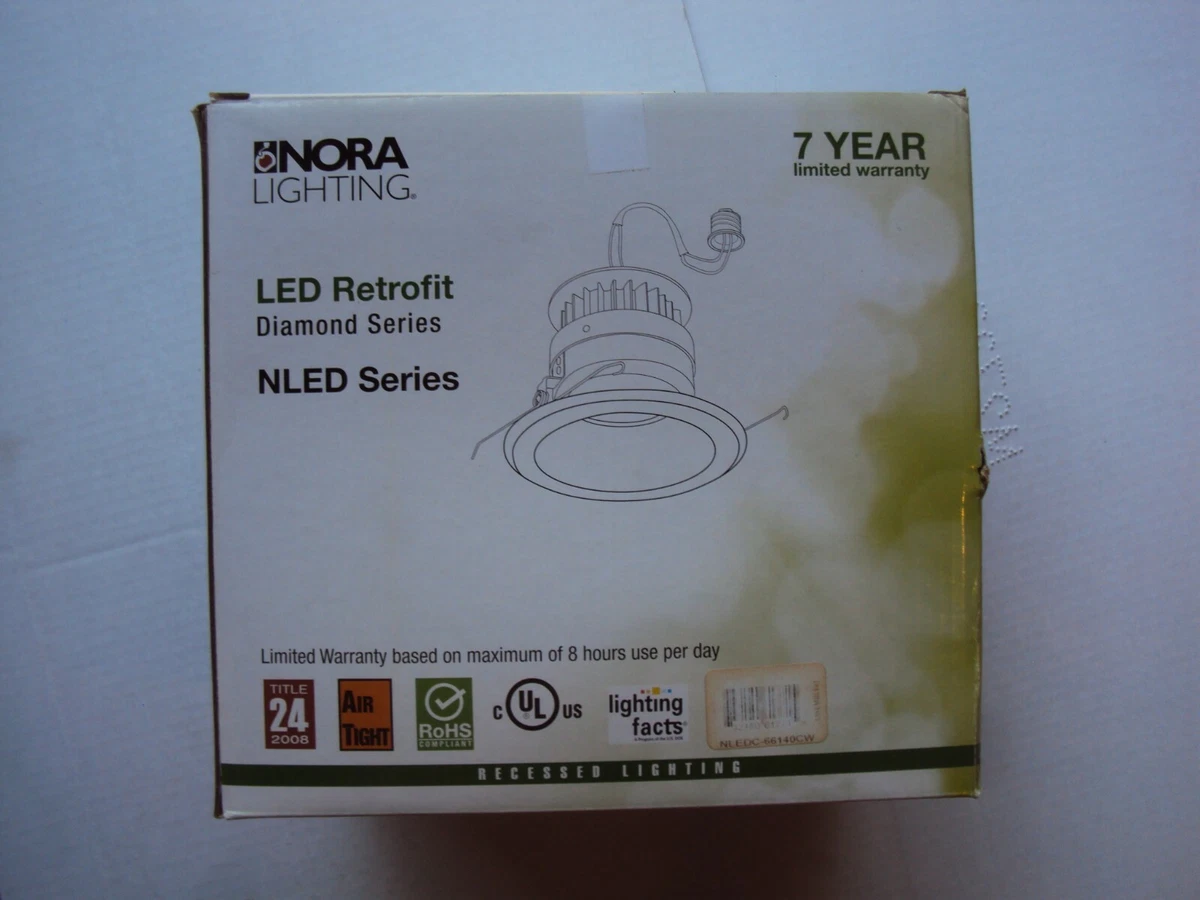 NORA
LIGHTING®
7 YEAR
limited warranty
LED Retrofit
Diamond Series
NLED Series
Limited Warranty based on maximum of 8 hours use per day
TITLE
24
2008
AIR
TIGHT
RoHS
COMPLIANT
C UL® US
lighting
facts®
NLEDC-66140CW
RECESSED LIGHTING